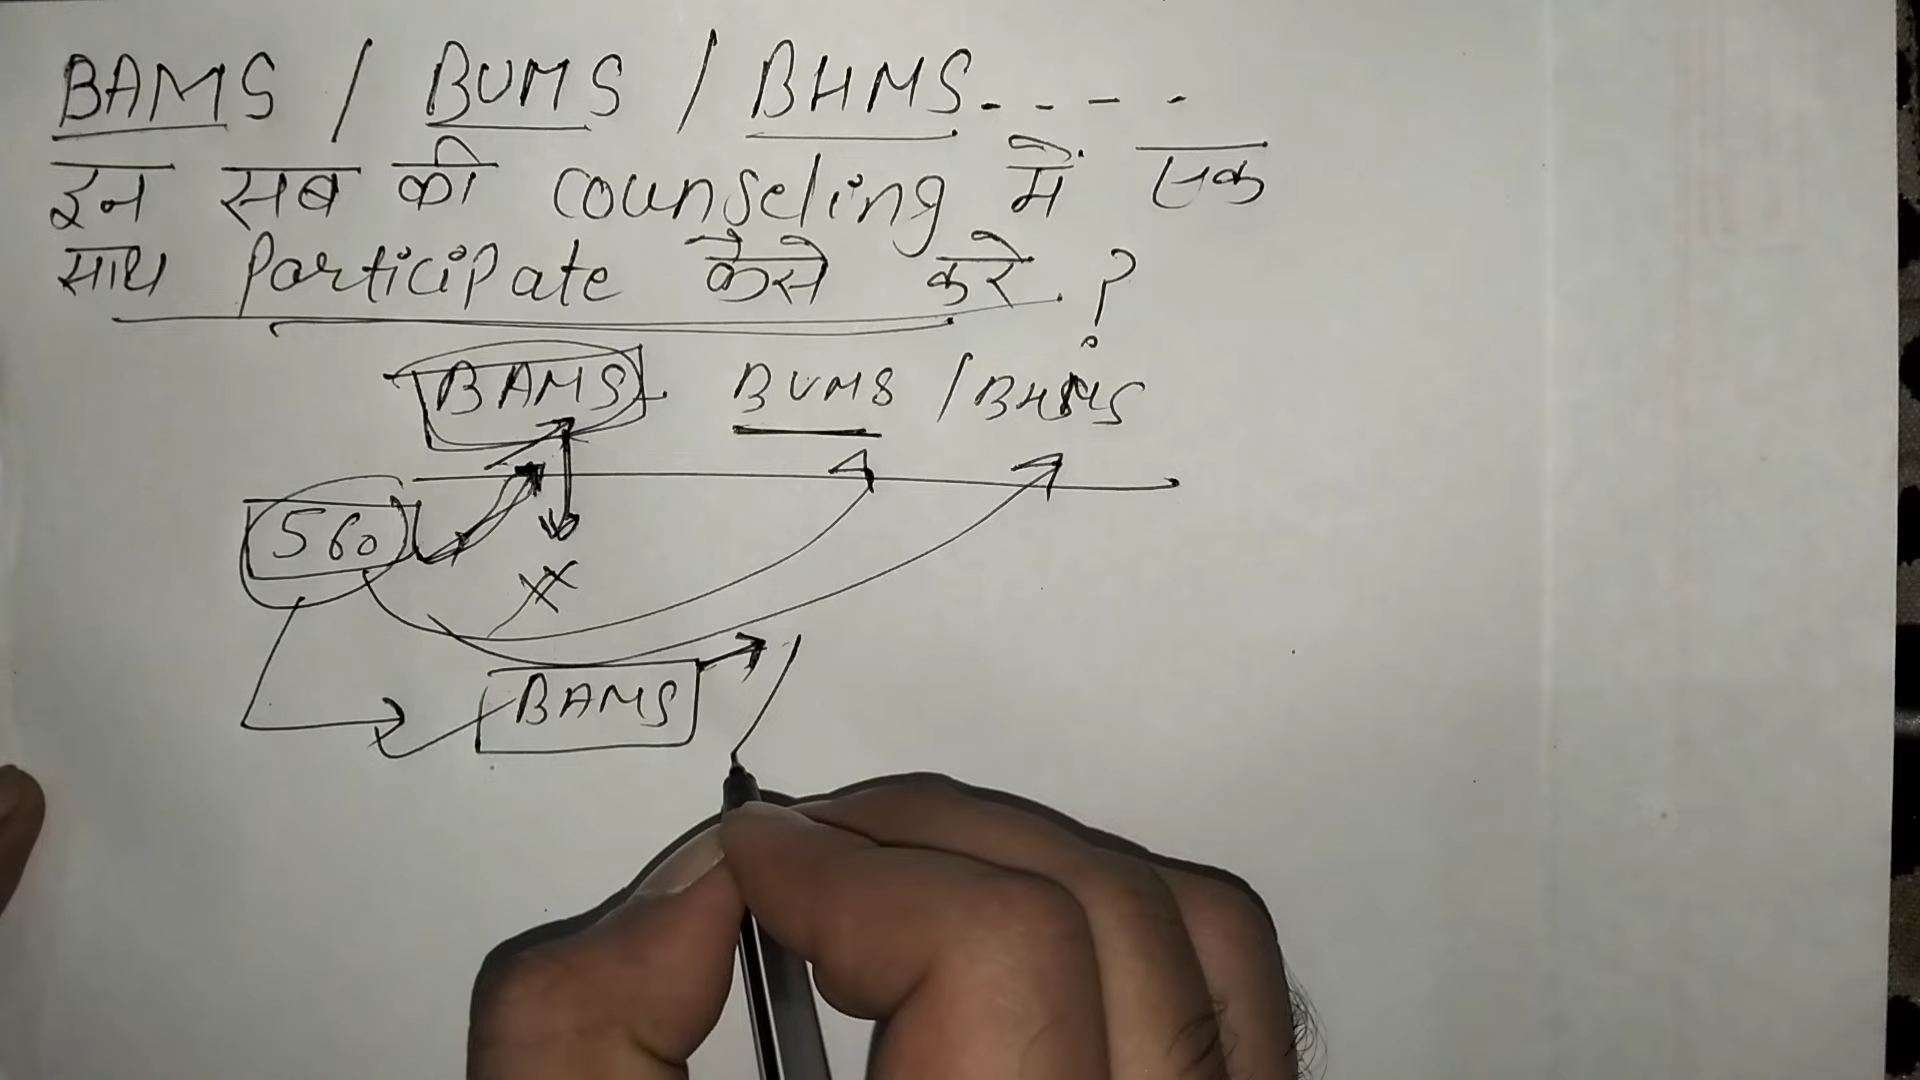 BAMS / BUMS / BHMS - - - -
इन सब की counseling में एक
साथ Participate कैसे करे. ?
BAMS BUMS / BHMS
560
BAMS /